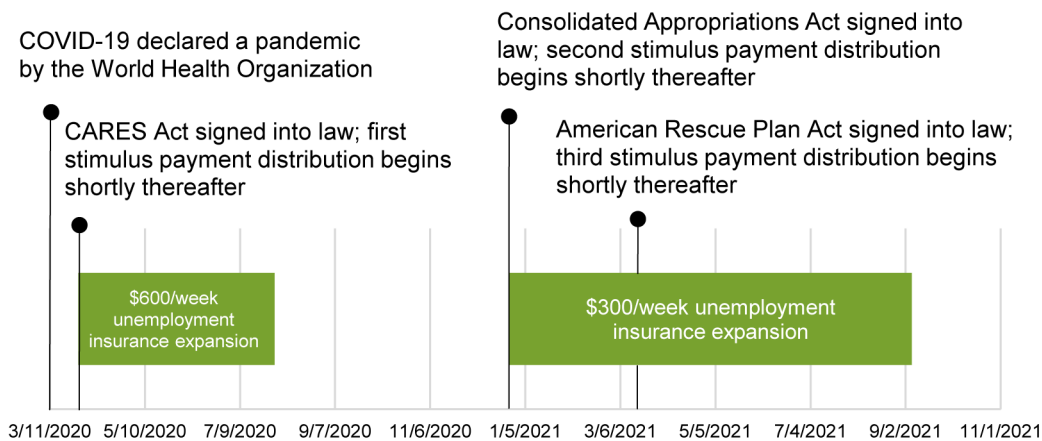 COVID-19 declared a pandemic
by the World Health Organization
CARES Act signed into law; first
stimulus payment distribution begins
shortly thereafter
Consolidated Appropriations Act signed into
law; second stimulus payment distribution
begins shortly thereafter
American Rescue Plan Act signed into law;
third stimulus payment distribution begins
shortly thereafter
$600/week
unemployment
insurance expansion
$300/week unemployment
insurance expansion
3/11/2020 5/10/2020 7/9/2020 9/7/2020 11/6/2020 1/5/2021 3/6/2021 5/5/2021 7/4/2021 9/2/2021 11/1/2021